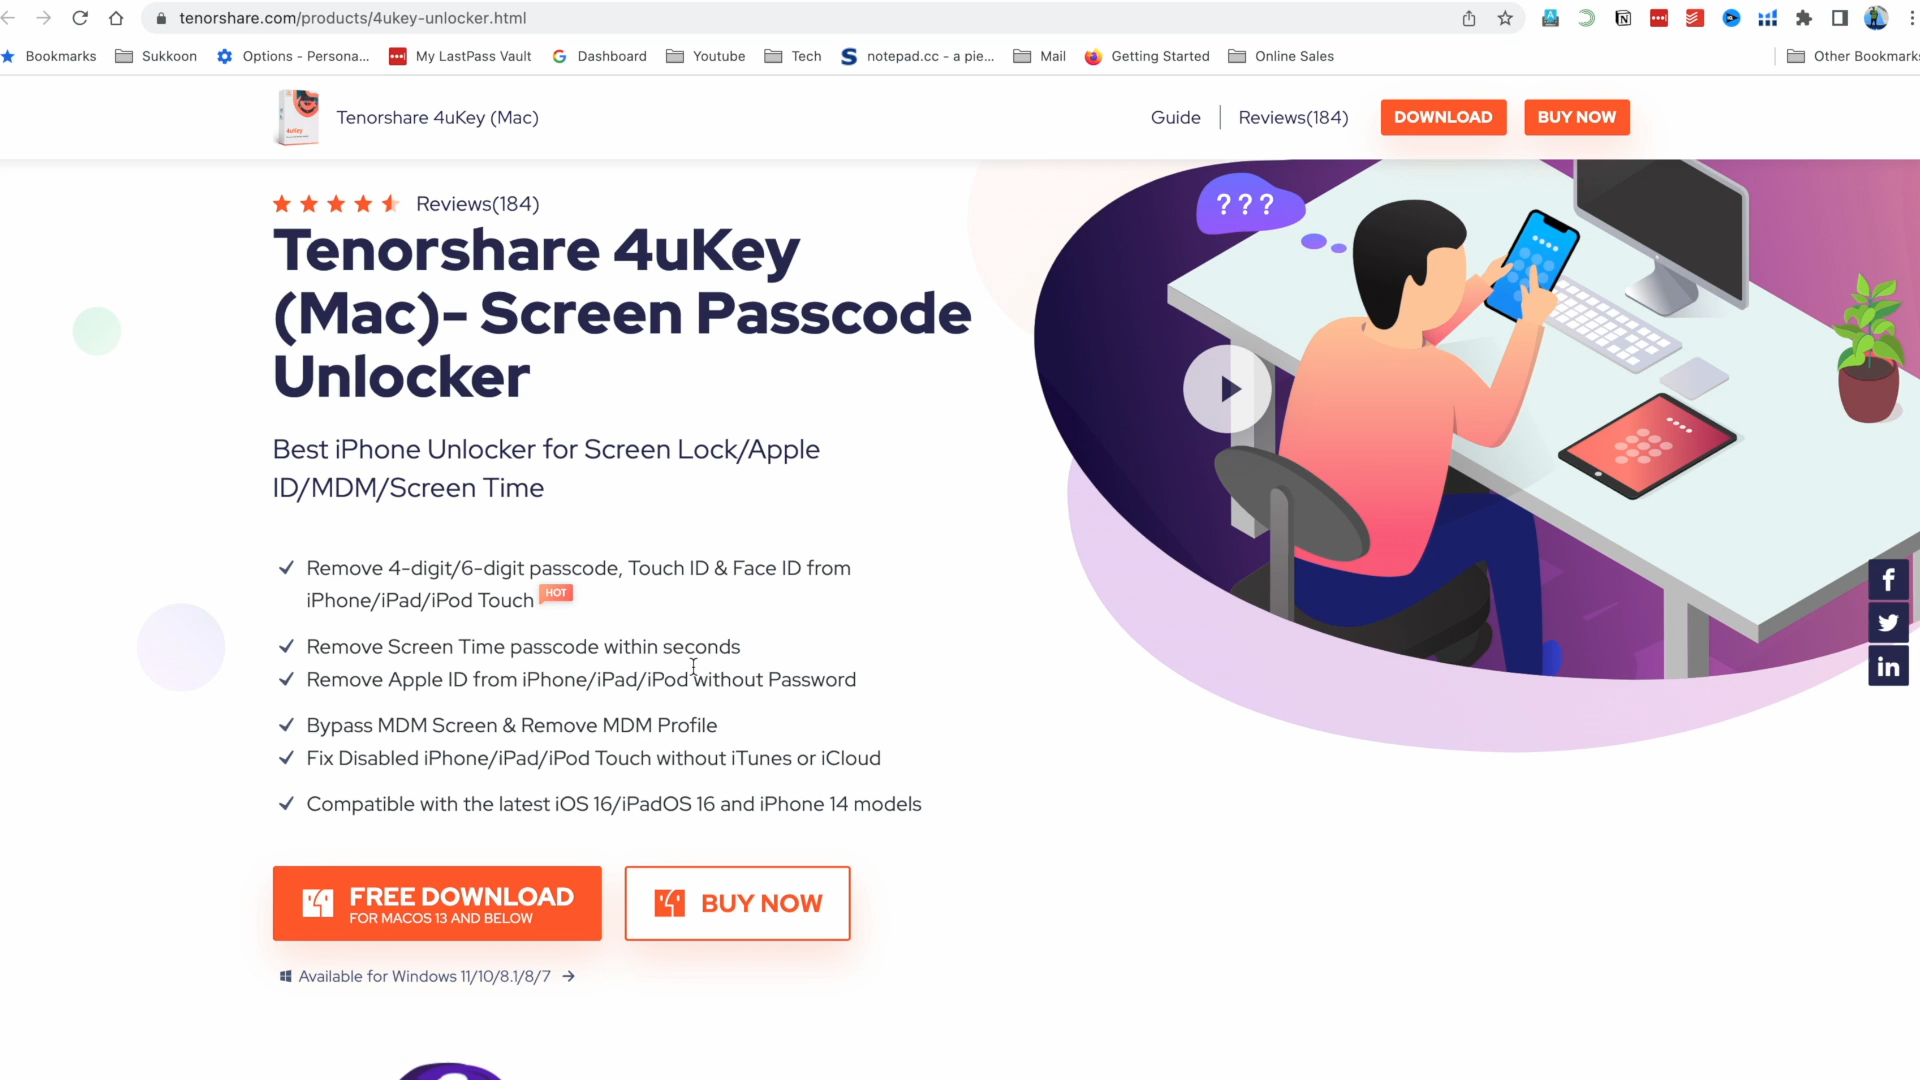 tenorshare.com/products/4ukey-unlocker.html
Bookmarks Sukkoon Options - Persona... My LastPass Vault Dashboard Youtube Tech notepad.cc - a pie... Mail Getting Started Online Sales Other Bookmarks
4uKey
Tenorshare 4uKey (Mac) Guide Reviews(184) DOWNLOAD BUY NOW
Reviews(184)
Tenorshare 4uKey
(Mac)- Screen Passcode
Unlocker
???
Best iPhone Unlocker for Screen Lock/Apple
ID/MDM/Screen Time
Remove 4-digit/6-digit passcode, Touch ID & Face ID from
iPhone/iPad/iPod Touch HOT
Remove Screen Time passcode within seconds
Remove Apple ID from iPhone/iPad/iPod without Password
Bypass MDM Screen & Remove MDM Profile
Fix Disabled iPhone/iPad/iPod Touch without iTunes or iCloud
Compatible with the latest iOS 16/iPadOS 16 and iPhone 14 models
FREE DOWNLOAD
FOR MACOS 13 AND BELOW
BUY NOW
Available for Windows 11/10/8.1/8/7